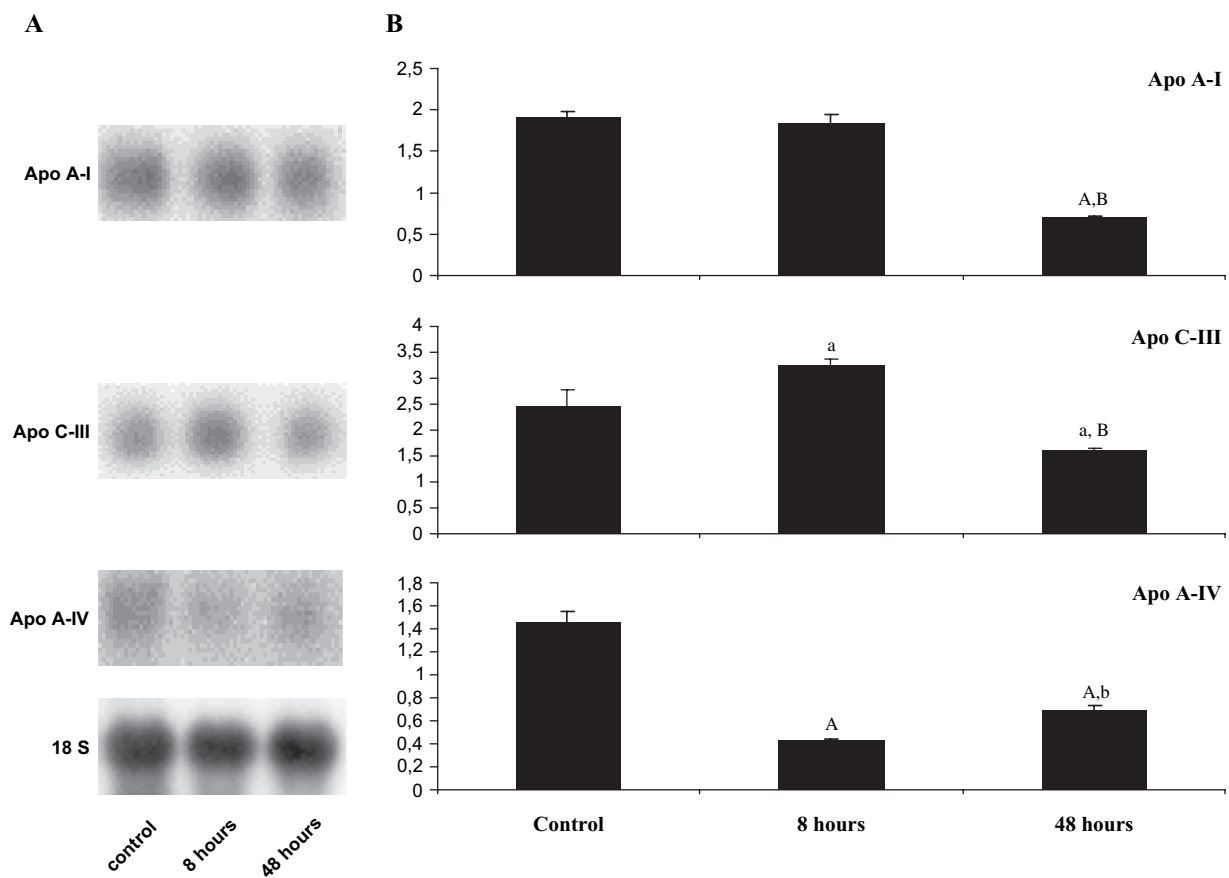 A
B
Apo A-I
Apo C-III
Apo A-IV
18 S
control
8 hours
48 hours
Apo A-I
2,5
2
1,5
1
0,5
0
A,B
Apo C-III
4
3,5
3
2,5
2
1,5
1
0,5
0
a
a, B
Apo A-IV
1,8
1,6
1,4
1,2
1
0,8
0,6
0,4
0,2
0
A
A,b
Control
8 hours
48 hours